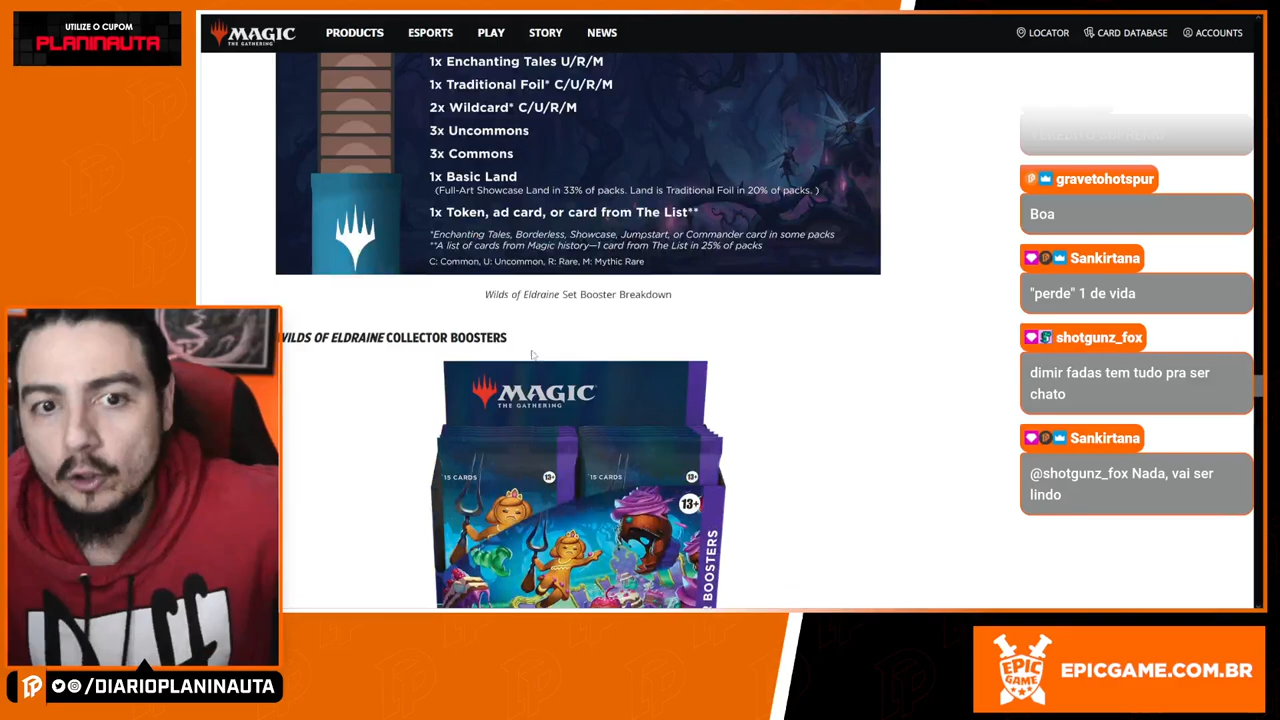 UTILIZE O CUPOM
PLANINAUTA
MAGIC
THE GATHERING
PRODUCTS
ESPORTS
PLAY
STORY
NEWS
LOCATOR
CARD DATABASE
ACCOUNTS
1x Enchanting Tales U/R/M
1x Traditional Foil* C/U/R/M
2x Wildcard* C/U/R/M
3x Uncommons
3x Commons
1x Basic Land
(Full-Art Showcase Land in 33% of packs. Land is Traditional Foil in 20% of packs. )
1x Token, ad card, or card from The List**
*Enchanting Tales, Borderless, Showcase, Jumpstart, or Commander card in some packs
**A list of cards from Magic history—1 card from The List in 25% of packs
C: Common, U: Uncommon, R: Rare, M: Mythic Rare
Wilds of Eldraine Set Booster Breakdown
WILDS OF ELDRAINE COLLECTOR BOOSTERS
MAGIC
THE GATHERING
15 CARDS
13+
15 CARDS
13+
13+
R BOOSTERS
gravetohotspur
Boa
Sankirtana
"perde" 1 de vida
shotgunz_fox
dimir fadas tem tudo pra ser
chato
Sankirtana
@shotgunz_fox Nada, vai ser
lindo
/DIARIOPLANINAUTA
EPIC
GAME
EPICGAME.COM.BR